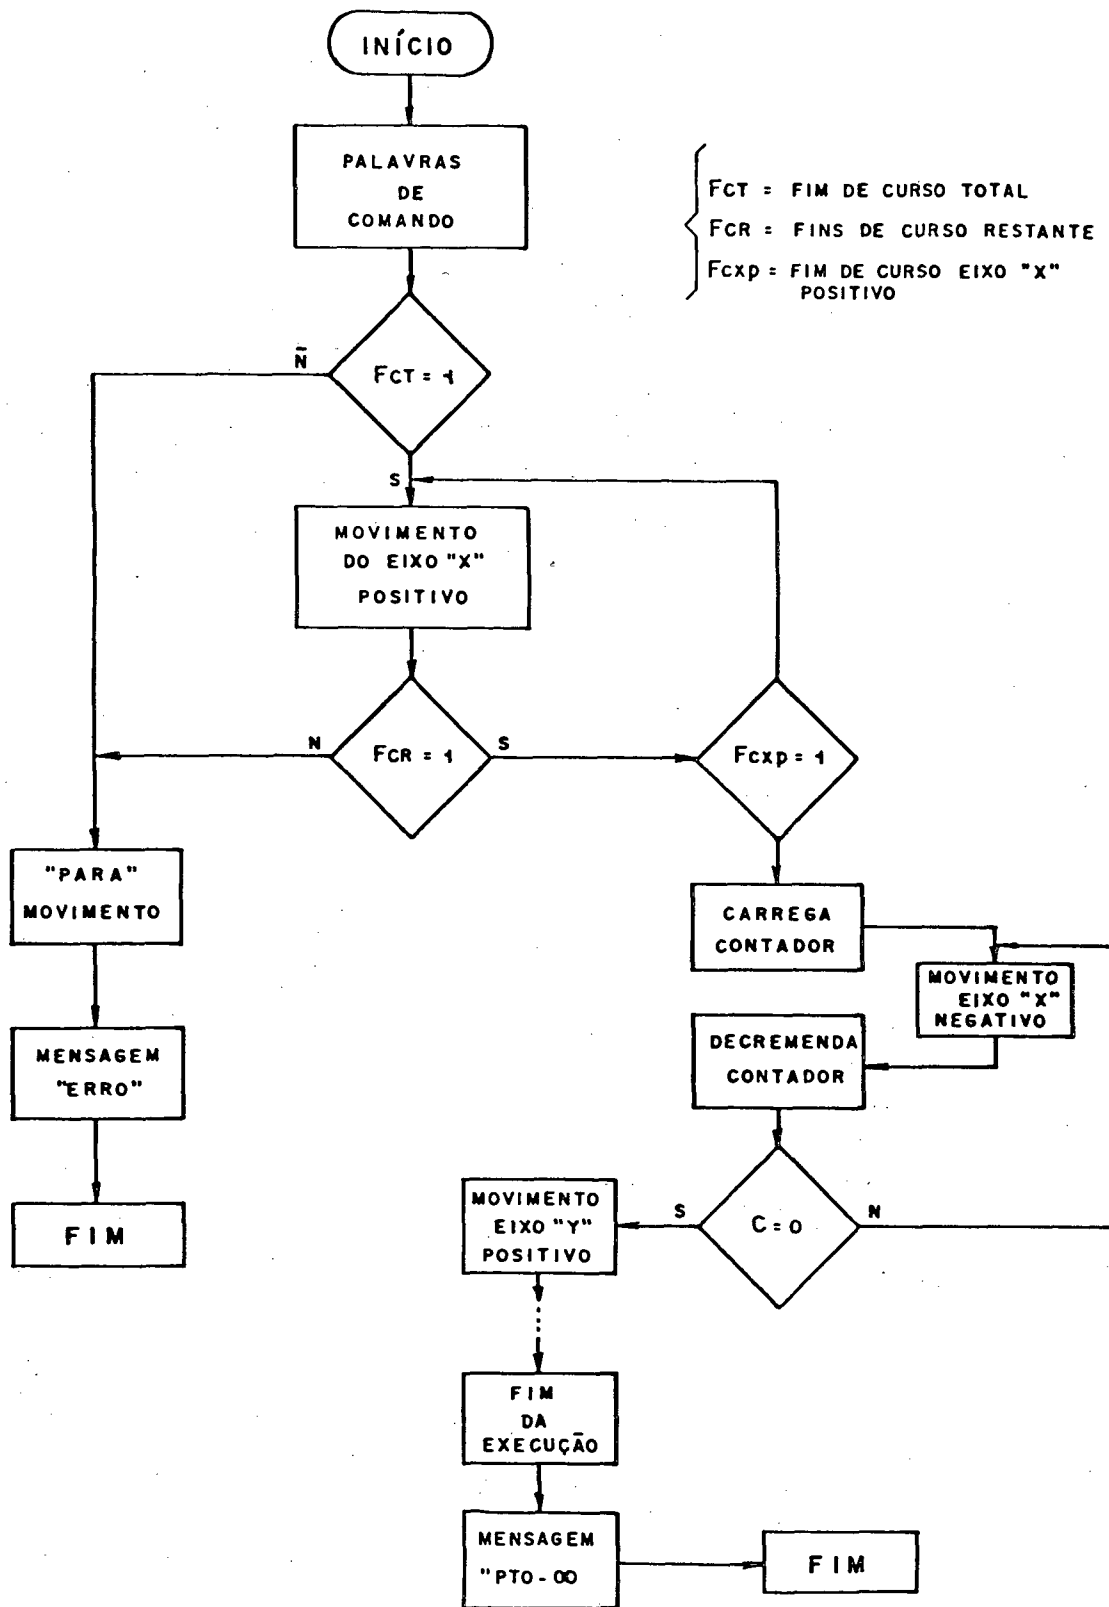 INÍCIO
PALAVRAS
DE
COMANDO
FCT = FIM DE CURSO TOTAL
FCR = FINS DE CURSO RESTANTE
Fcxp = FIM DE CURSO EIXO "X"
POSITIVO
N
FCT = 1
S
MOVIMENTO
DO EIXO "X"
POSITIVO
N
FCR = 1
S
Fcxp = 1
"PARA"
MOVIMENTO
CARREGA
CONTADOR
MOVIMENTO
EIXO "X"
NEGATIVO
DECREMENDA
CONTADOR
MENSAGEM
"ERRO"
FIM
S
C = 0
N
MOVIMENTO
EIXO "Y"
POSITIVO
FIM
DA
EXECUÇÃO
MENSAGEM
"PTO-00
FIM